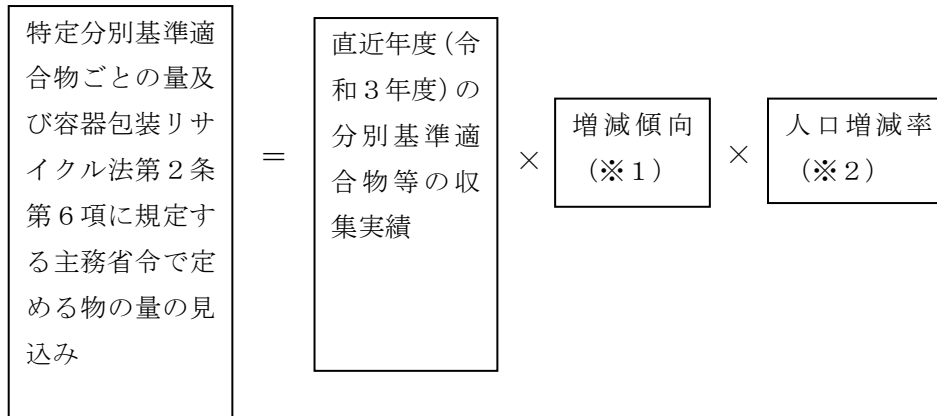 特定分別基準適
合物ごとの量及
び容器包装リサ
イクル法第２条
第６項に規定す
る主務省令で定
める物の量の見
込み
＝
直近年度（令
和３年度）の
分別基準適
合物等の収
集実績
×
増減傾向
（※１）
×
人口増減率
（※２）